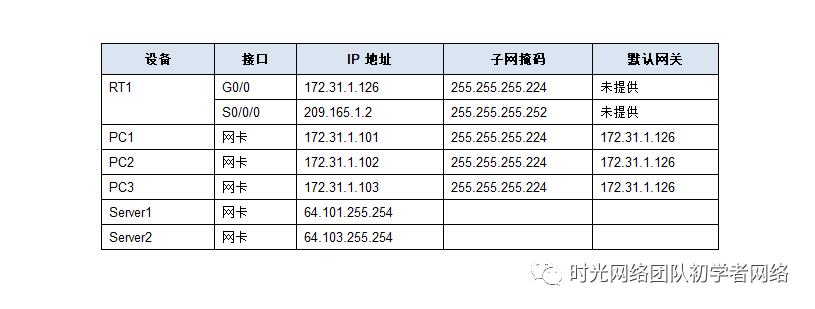 设备 接口 IP 地址 子网掩码 默认网关
RT1 G0/0 172.31.1.126 255.255.255.224 未提供
S0/0/0 209.165.1.2 255.255.255.252 未提供
PC1 网卡 172.31.1.101 255.255.255.224 172.31.1.126
PC2 网卡 172.31.1.102 255.255.255.224 172.31.1.126
PC3 网卡 172.31.1.103 255.255.255.224 172.31.1.126
Server1 网卡 64.101.255.254
Server2 网卡 64.103.255.254
时光网络团队初学者网络